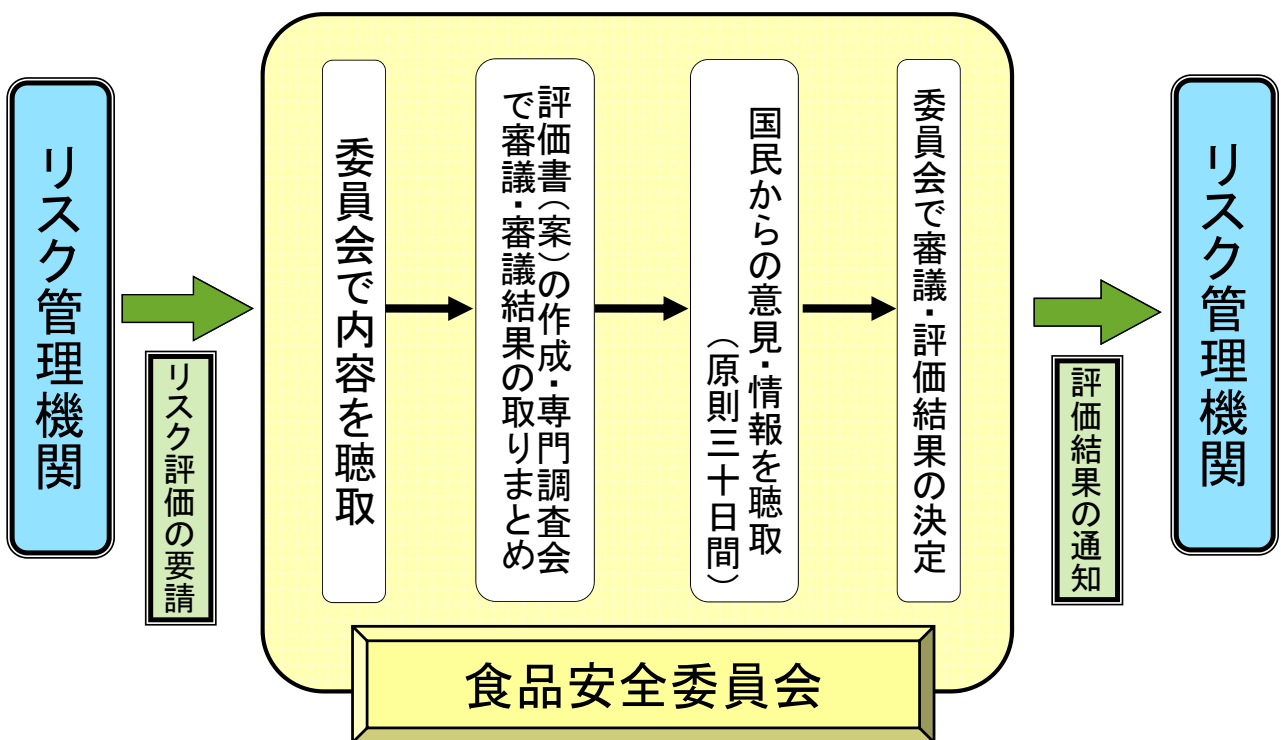 リスク管理機関
リスク評価の要請
委員会で内容を聴取
評価書(案)の作成・専門調査会
で審議・審議結果の取りまとめ
国民からの意見・情報を聴取
(原則三十日間)
委員会で審議・評価結果の決定
評価結果の通知
リスク管理機関
食品安全委員会